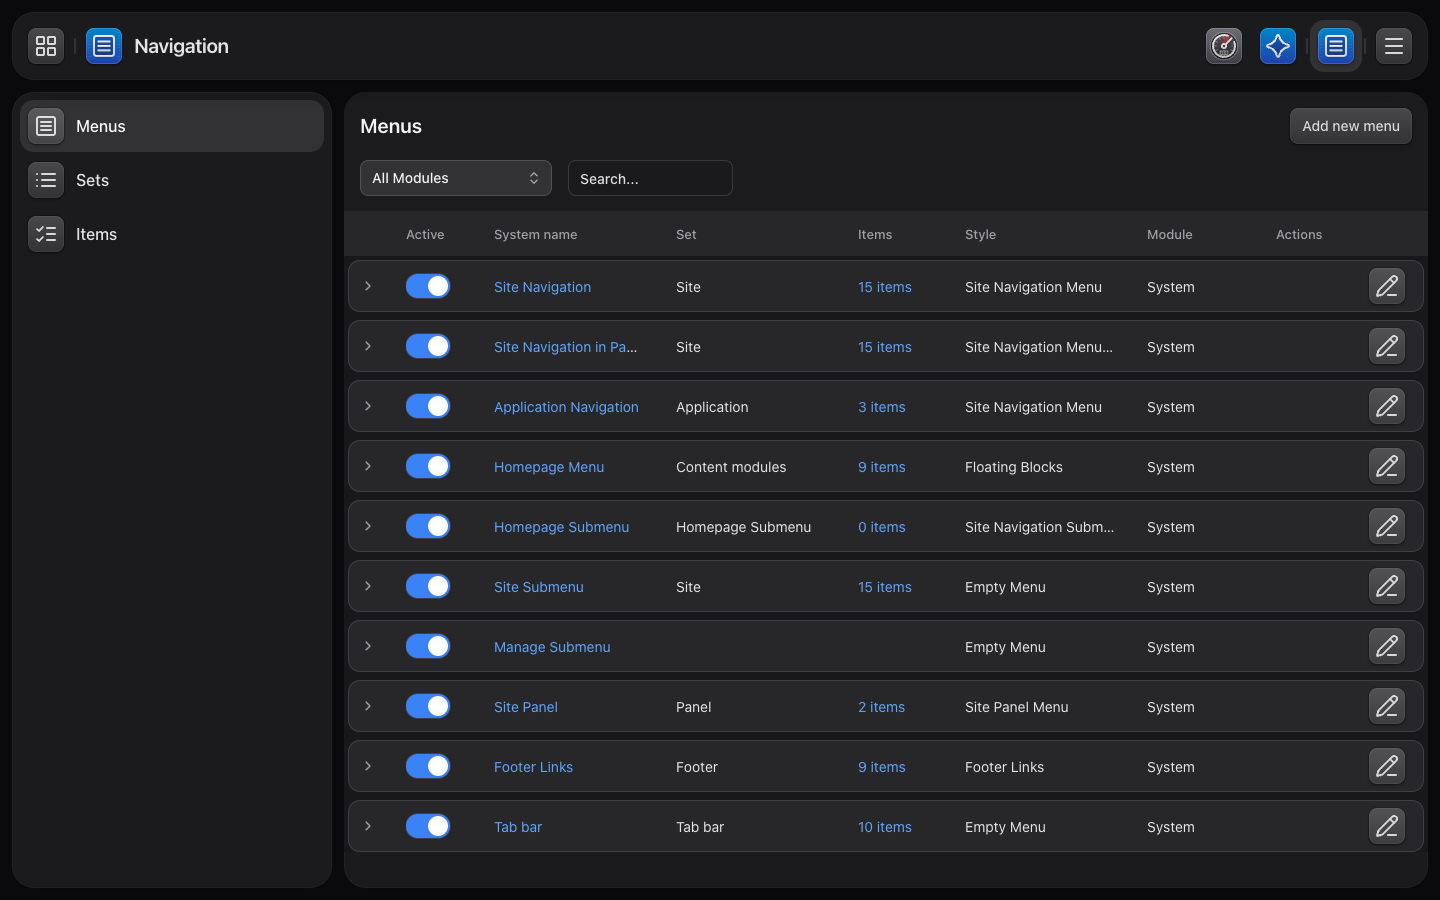 Navigation
Menus
Sets
Items
Menus
Add new menu
All Modules
Search...
Active System name Set Items Style Module Actions
Site Navigation Site 15 items Site Navigation Menu System
Site Navigation in Pa... Site 15 items Site Navigation Menu... System
Application Navigation Application 3 items Site Navigation Menu System
Homepage Menu Content modules 9 items Floating Blocks System
Homepage Submenu Homepage Submenu 0 items Site Navigation Subm... System
Site Submenu Site 15 items Empty Menu System
Manage Submenu Empty Menu System
Site Panel Panel 2 items Site Panel Menu System
Footer Links Footer 9 items Footer Links System
Tab bar Tab bar 10 items Empty Menu System